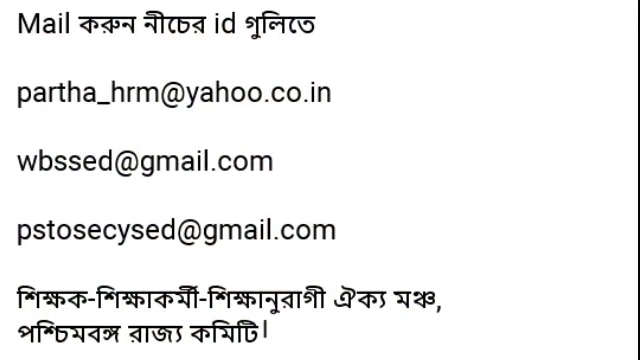 Mail করুন নীচের id গুলিতে
partha_hrm@yahoo.co.in
wbssed@gmail.com
pstosecysed@gmail.com
শিক্ষক-শিক্ষাকর্মী-শিক্ষানুরাগী ঐক্য মঞ্চ,
পশ্চিমবঙ্গ রাজ্য কমিটি।